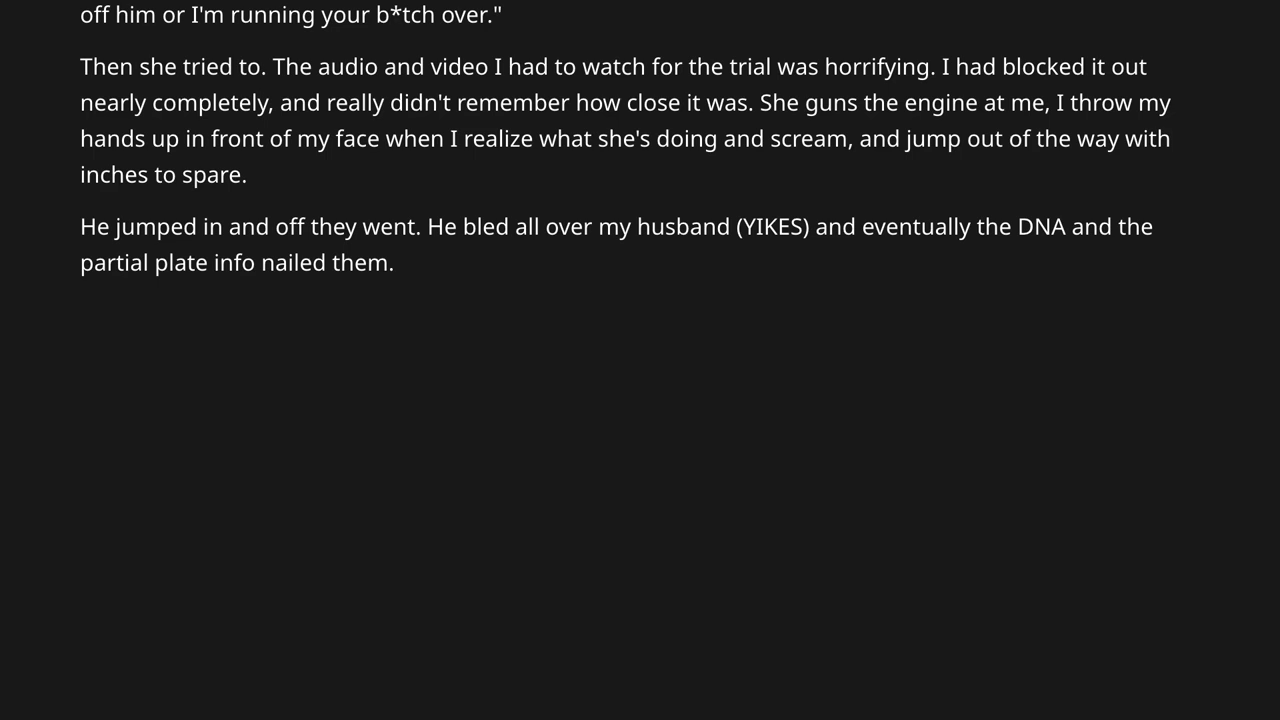 off him or I'm running your b*tch over."
Then she tried to. The audio and video I had to watch for the trial was horrifying. I had blocked it out
nearly completely, and really didn't remember how close it was. She guns the engine at me, I throw my
hands up in front of my face when I realize what she's doing and scream, and jump out of the way with
inches to spare.
He jumped in and off they went. He bled all over my husband (YIKES) and eventually the DNA and the
partial plate info nailed them.